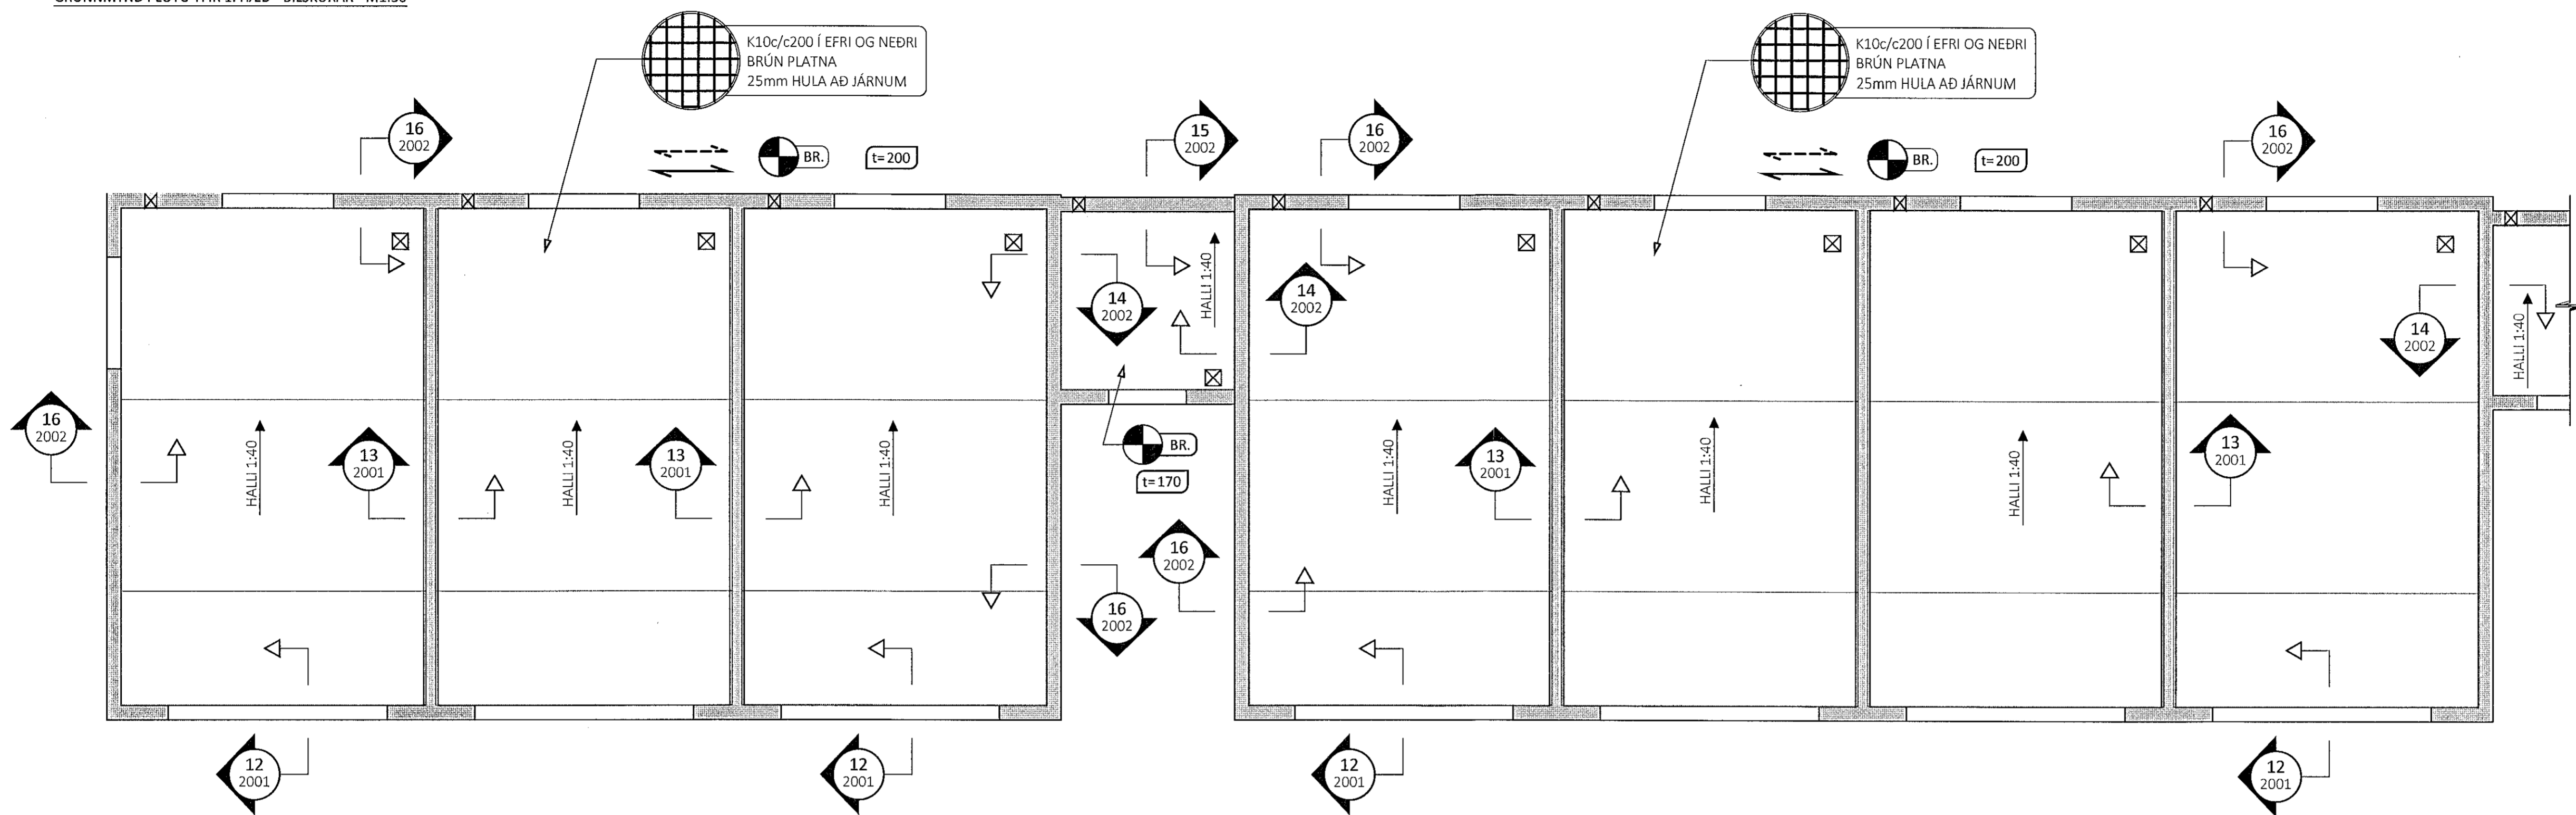 K10c/c200 Í EFRI OG NEÐRI
BRÚN PLATNA
25mm HULA AÐ JÁRNUM
K10c/c200 Í EFRI OG NEÐRI
BRÚN PLATNA
25mm HULA AÐ JÁRNUM
16
2002
BR.
t=200
15
2002
16
2002
BR.
t=200
16
2002
HALLI 1:40
14
2002
14
2002
14
2002
HALLI 1:40
16
2002
HALLI 1:40
13
2001
HALLI 1:40
13
2001
HALLI 1:40
BR.
t=170
HALLI 1:40
13
2001
HALLI 1:40
HALLI 1:40
13
2001
16
2002
16
2002
12
2001
12
2001
12
2001
12
2001